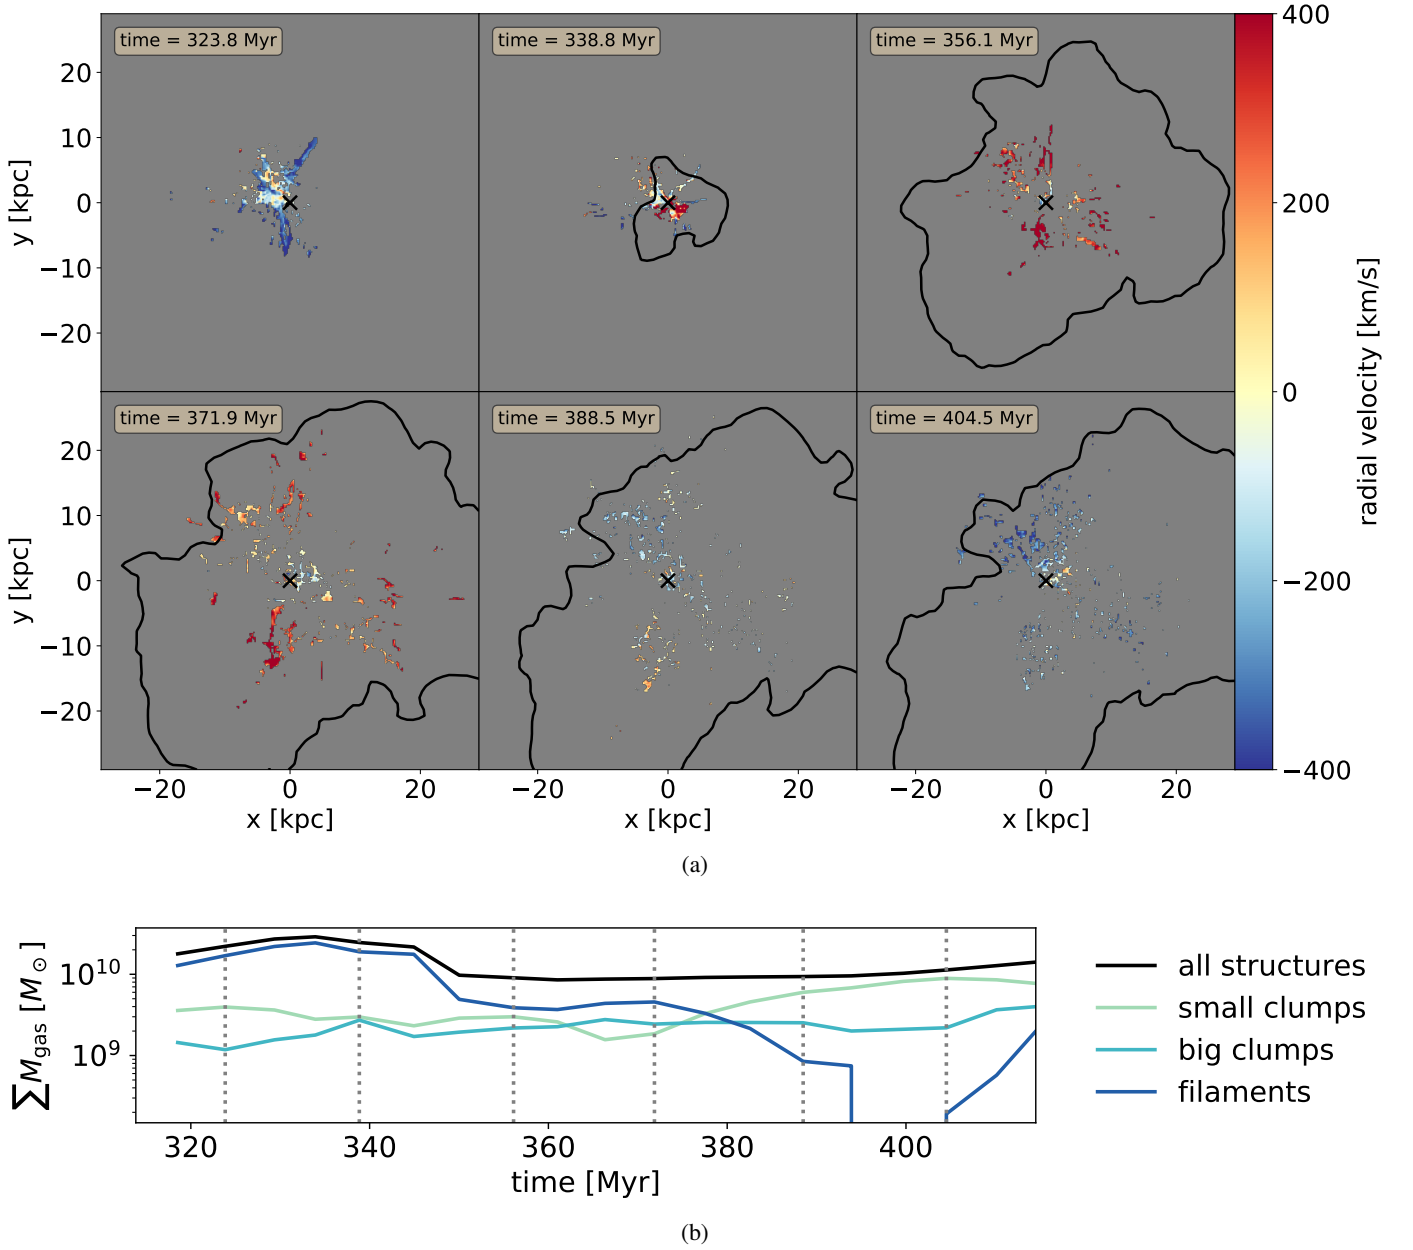 time = 323.8 Myr
time = 338.8 Myr
time = 356.1 Myr
400
200
0
−200
−400
radial velocity [km/s]
20
10
0
−10
−20
y [kpc]
time = 371.9 Myr
time = 388.5 Myr
time = 404.5 Myr
20
10
0
−10
−20
y [kpc]
−20 0 20
−20 0 20
−20 0 20
x [kpc]
x [kpc]
x [kpc]
(a)
10^10
10^9
∑M_gas [M_⊙]
320 340 360 380 400
time [Myr]
all structures
small clumps
big clumps
filaments
(b)